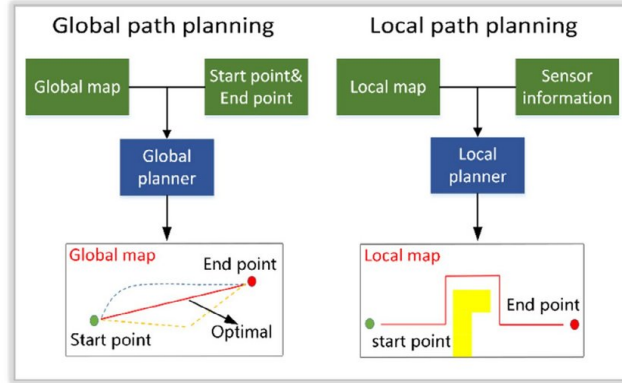 Global path planning
Local path planning
Global map
Start point&
End point
Local map
Sensor
information
Global
planner
Local
planner
Global map
End point
Start point
Optimal
Local map
End point
start point